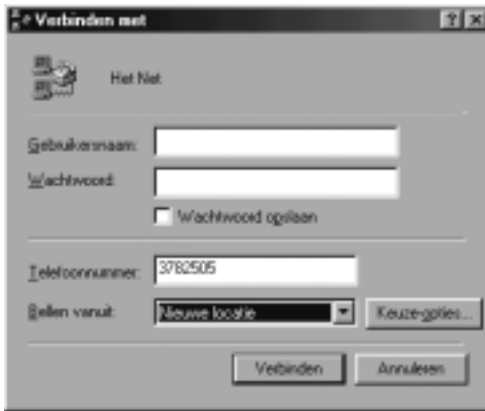 Verbinden met
Het Net
Gebruikersnaam:
Wachtwoord:
Wachtwoord opslaan
Telefoonnummer: 3782505
Bellen vanuit: Nieuwe locatie Keuze-opties...
Verbinden Annuleren